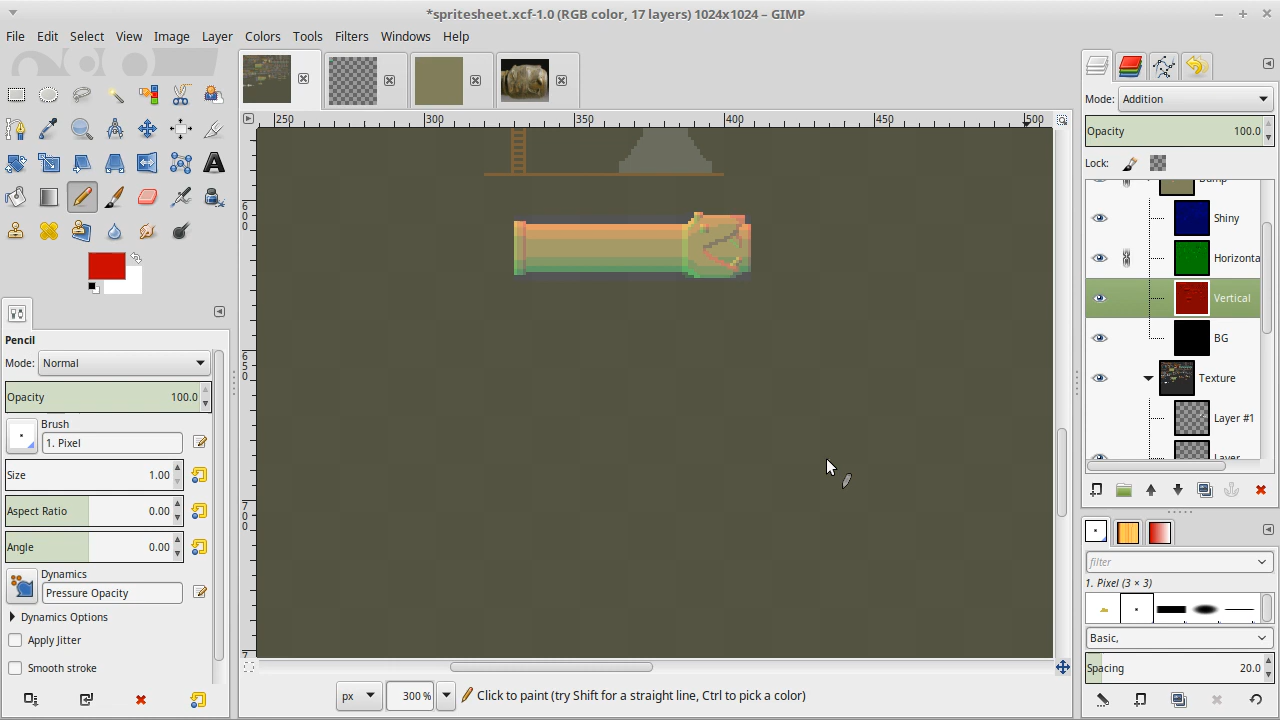 *spritesheet.xcf-1.0 (RGB color, 17 layers) 1024x1024 – GIMP
File Edit Select View Image Layer Colors Tools Filters Windows Help
Pencil
Mode: Normal
Opacity 100.0
Brush
1. Pixel
Size 1.00
Aspect Ratio 0.00
Angle 0.00
Dynamics
Pressure Opacity
Dynamics Options
Apply Jitter
Smooth stroke
250 300 350 400 450 500
600
650
700
7
px 300 % Click to paint (try Shift for a straight line, Ctrl to pick a color)
Mode: Addition
Opacity 100.0
Lock:
Shiny
Horizonta
Vertical
BG
Texture
Layer #1
filter
1. Pixel (3 × 3)
Basic,
Spacing 20.0